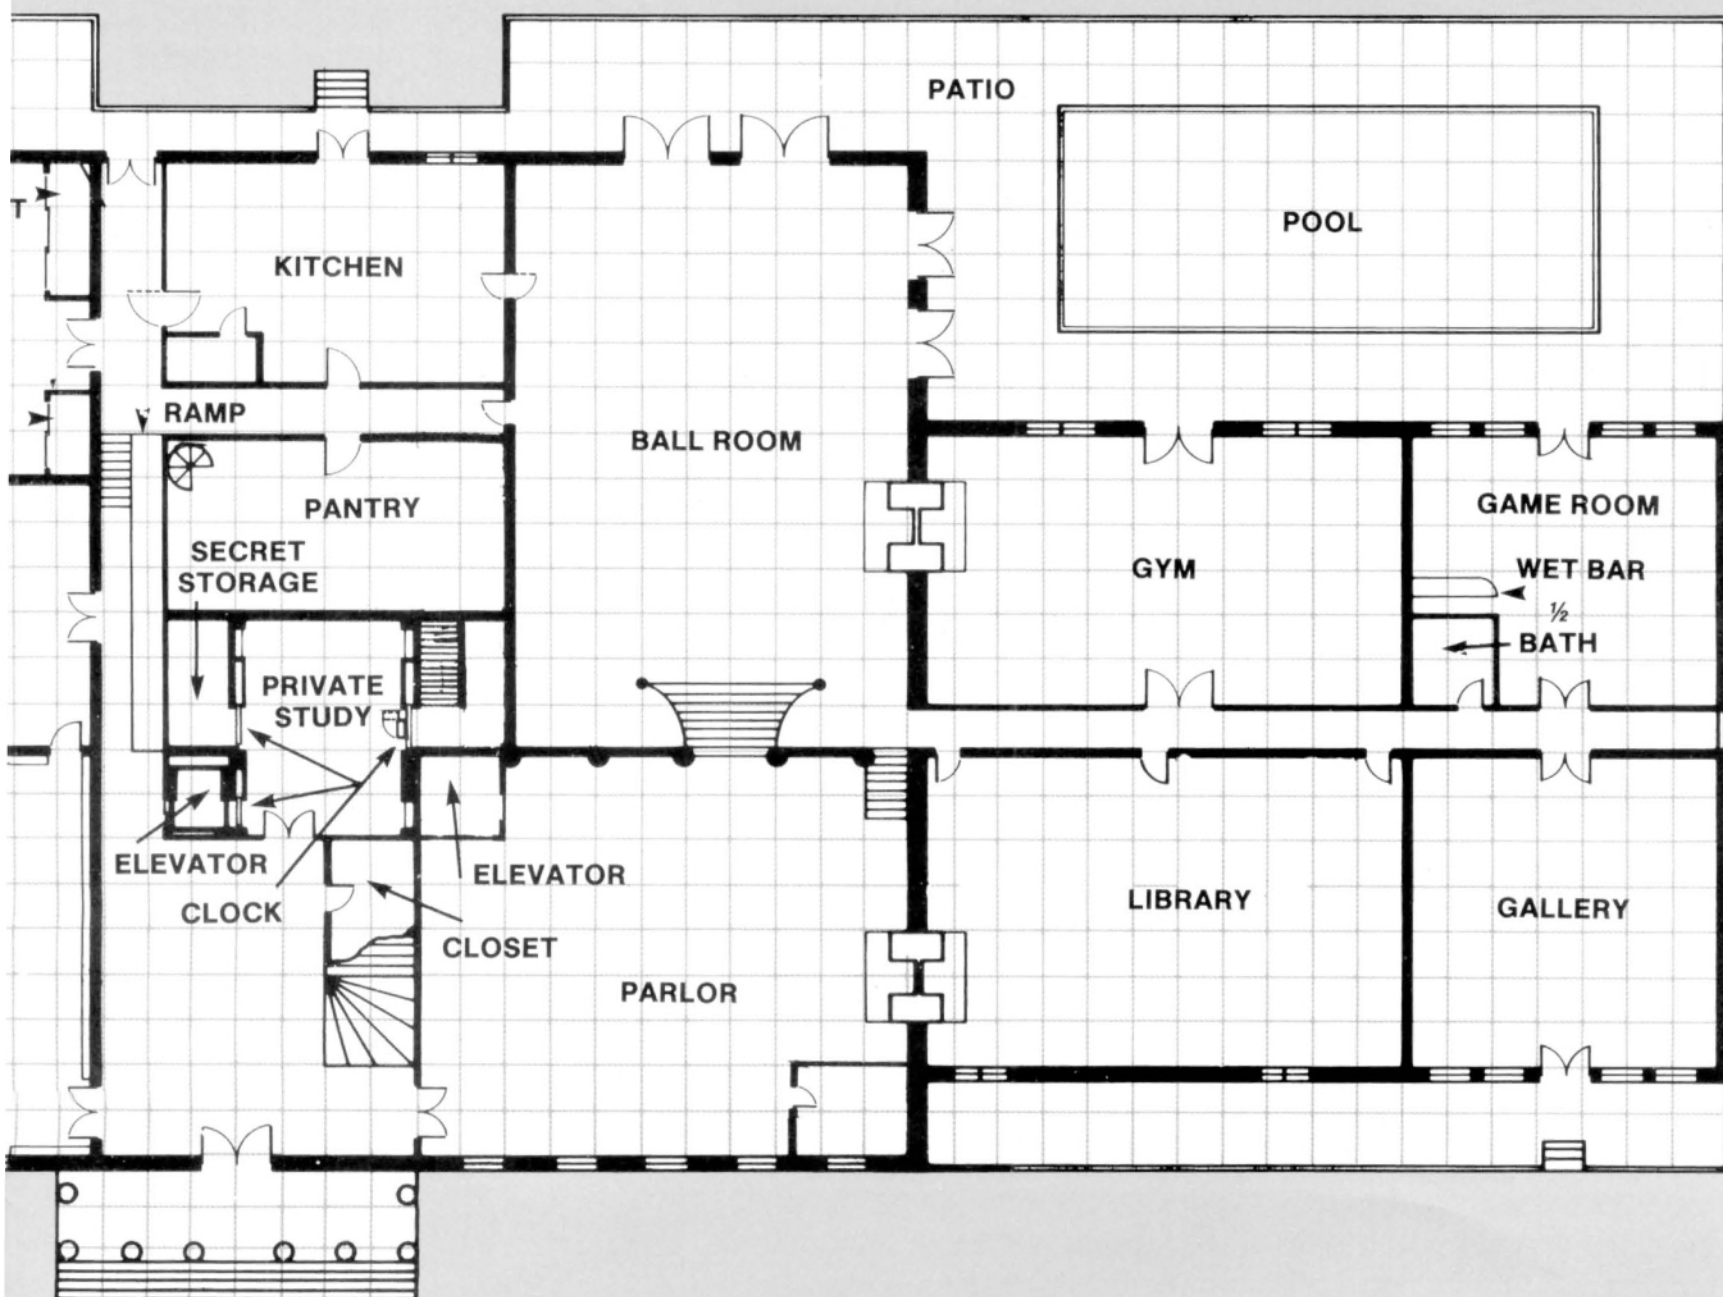 PATIO
POOL
T
KITCHEN
RAMP
BALL ROOM
PANTRY
GAME ROOM
SECRET
STORAGE
GYM
WET BAR
½
BATH
PRIVATE
STUDY
ELEVATOR
ELEVATOR
CLOCK
LIBRARY
GALLERY
CLOSET
PARLOR